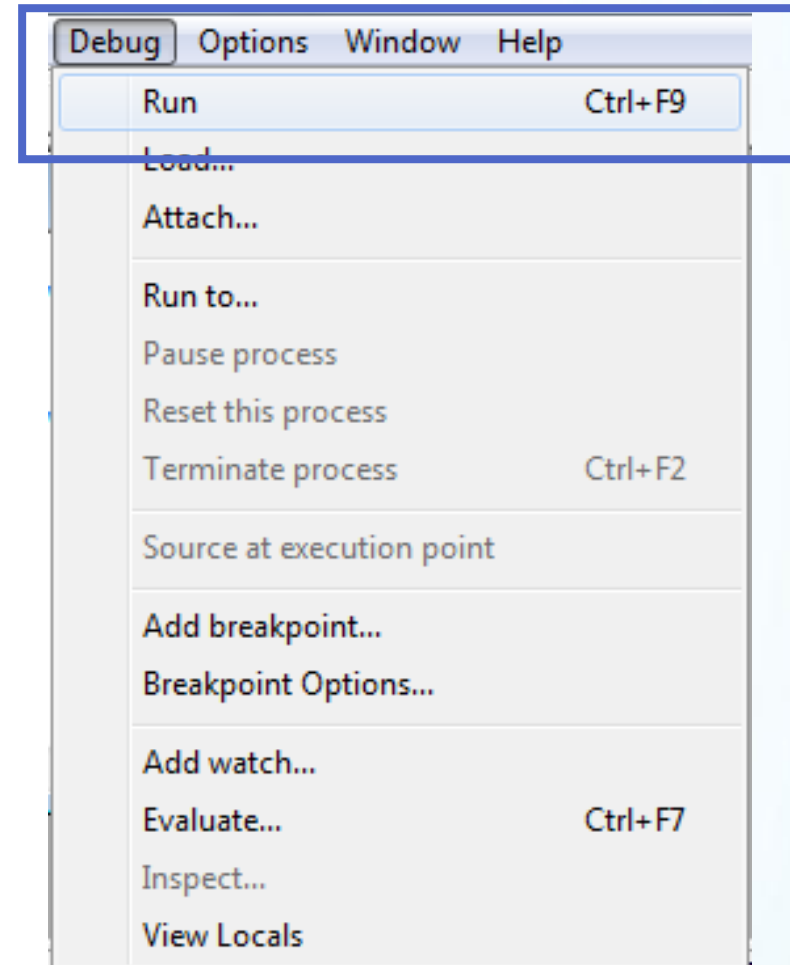 Debug Options Window Help
Run Ctrl+F9
Load...
Attach...
Run to...
Pause process
Reset this process
Terminate process Ctrl+F2
Source at execution point
Add breakpoint...
Breakpoint Options...
Add watch...
Evaluate... Ctrl+F7
Inspect...
View Locals